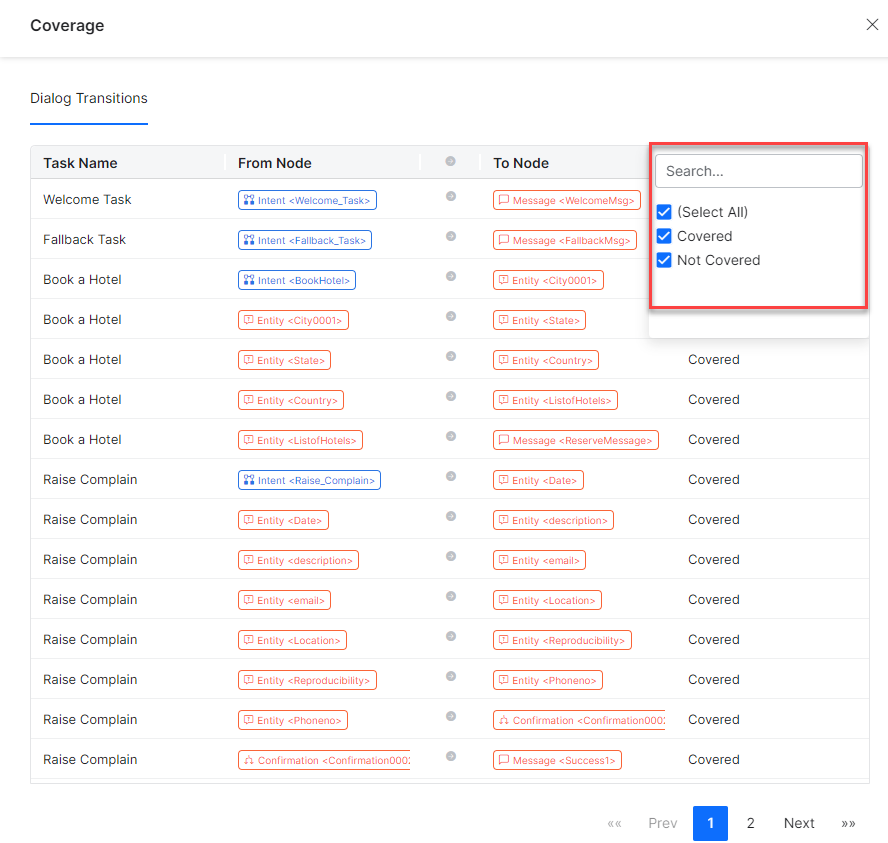 Coverage
Dialog Transitions
Task Name From Node To Node
Search...
Welcome Task Intent <Welcome_Task> Message <WelcomeMsg>
(Select All)
Fallback Task Intent <Fallback_Task> Message <FallbackMsg>
Covered
Not Covered
Book a Hotel Intent <BookHotel> Entity <City0001>
Book a Hotel Entity <City0001> Entity <State>
Book a Hotel Entity <State> Entity <Country> Covered
Book a Hotel Entity <Country> Entity <ListofHotels> Covered
Book a Hotel Entity <ListofHotels> Message <ReserveMessage> Covered
Raise Complain Intent <Raise_Complain> Entity <Date> Covered
Raise Complain Entity <Date> Entity <description> Covered
Raise Complain Entity <description> Entity <email> Covered
Raise Complain Entity <email> Entity <Location> Covered
Raise Complain Entity <Location> Entity <Reproducibility> Covered
Raise Complain Entity <Reproducibility> Entity <Phoneno> Covered
Raise Complain Entity <Phoneno> Confirmation <Confirmation0002 Covered
Raise Complain Confirmation <Confirmation0002 Message <Success1> Covered
«« Prev 1 2 Next »»